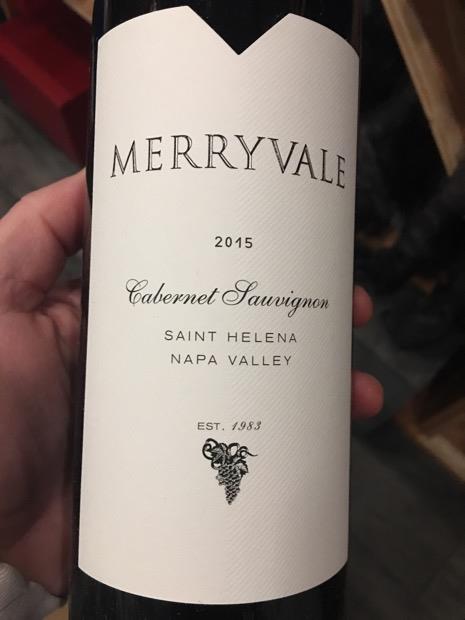 MERRYVALE
2015
Cabernet Sauvignon
SAINT HELENA
NAPA VALLEY
EST. 1983